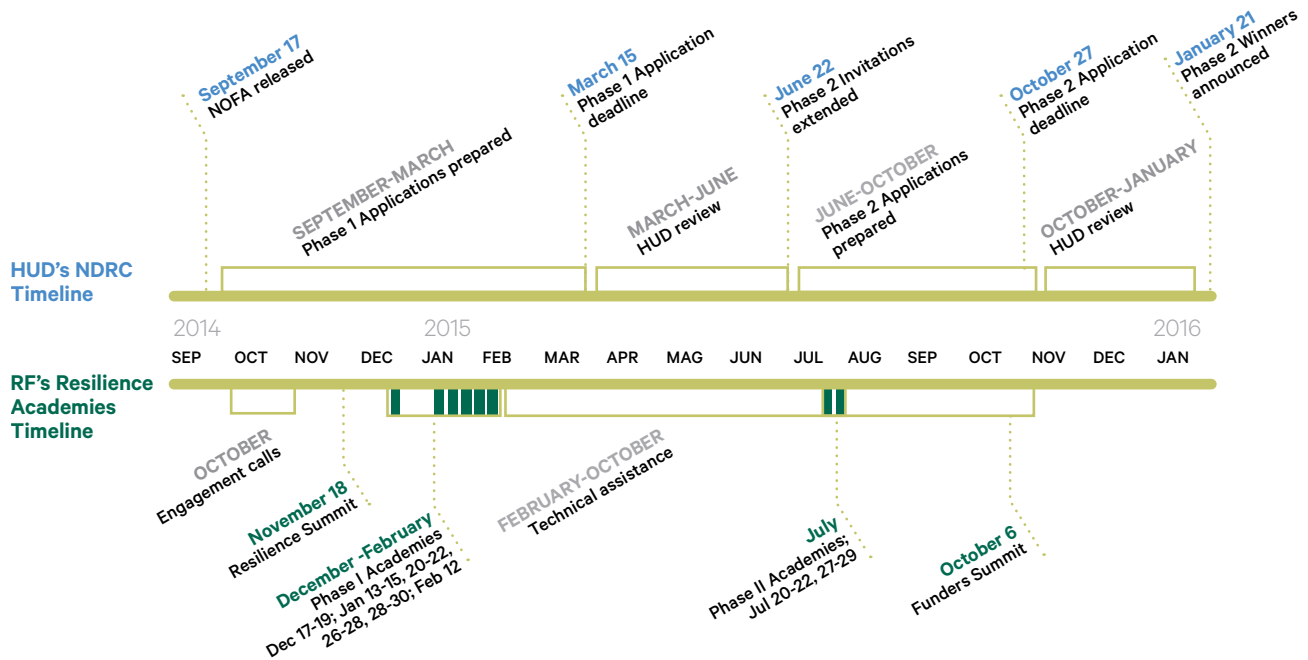 September 17
NOFA released
SEPTEMBER-MARCH
Phase 1 Applications prepared
March 15
Phase 1 Application
deadline
MARCH-JUNE
HUD review
June 22
Phase 2 Invitations
extended
JUNE-OCTOBER
Phase 2 Applications
prepared
October 27
Phase 2 Application
deadline
OCTOBER-JANUARY
HUD review
January 21
Phase 2 Winners
announced
HUD's NDRC
Timeline
2014 2015 2016
SEP OCT NOV DEC JAN FEB MAR APR MAG JUN JUL AUG SEP OCT NOV DEC JAN
RF's Resilience
Academies
Timeline
OCTOBER
Engagement calls
November 18
Resilience Summit
December -February
Phase I Academies
Dec 17-19; Jan 13-15, 20-22,
26-28, 28-30; Feb 12
FEBRUARY-OCTOBER
Technical assistance
July
Phase II Academies;
Jul 20-22, 27-29
October 6
Funders Summit